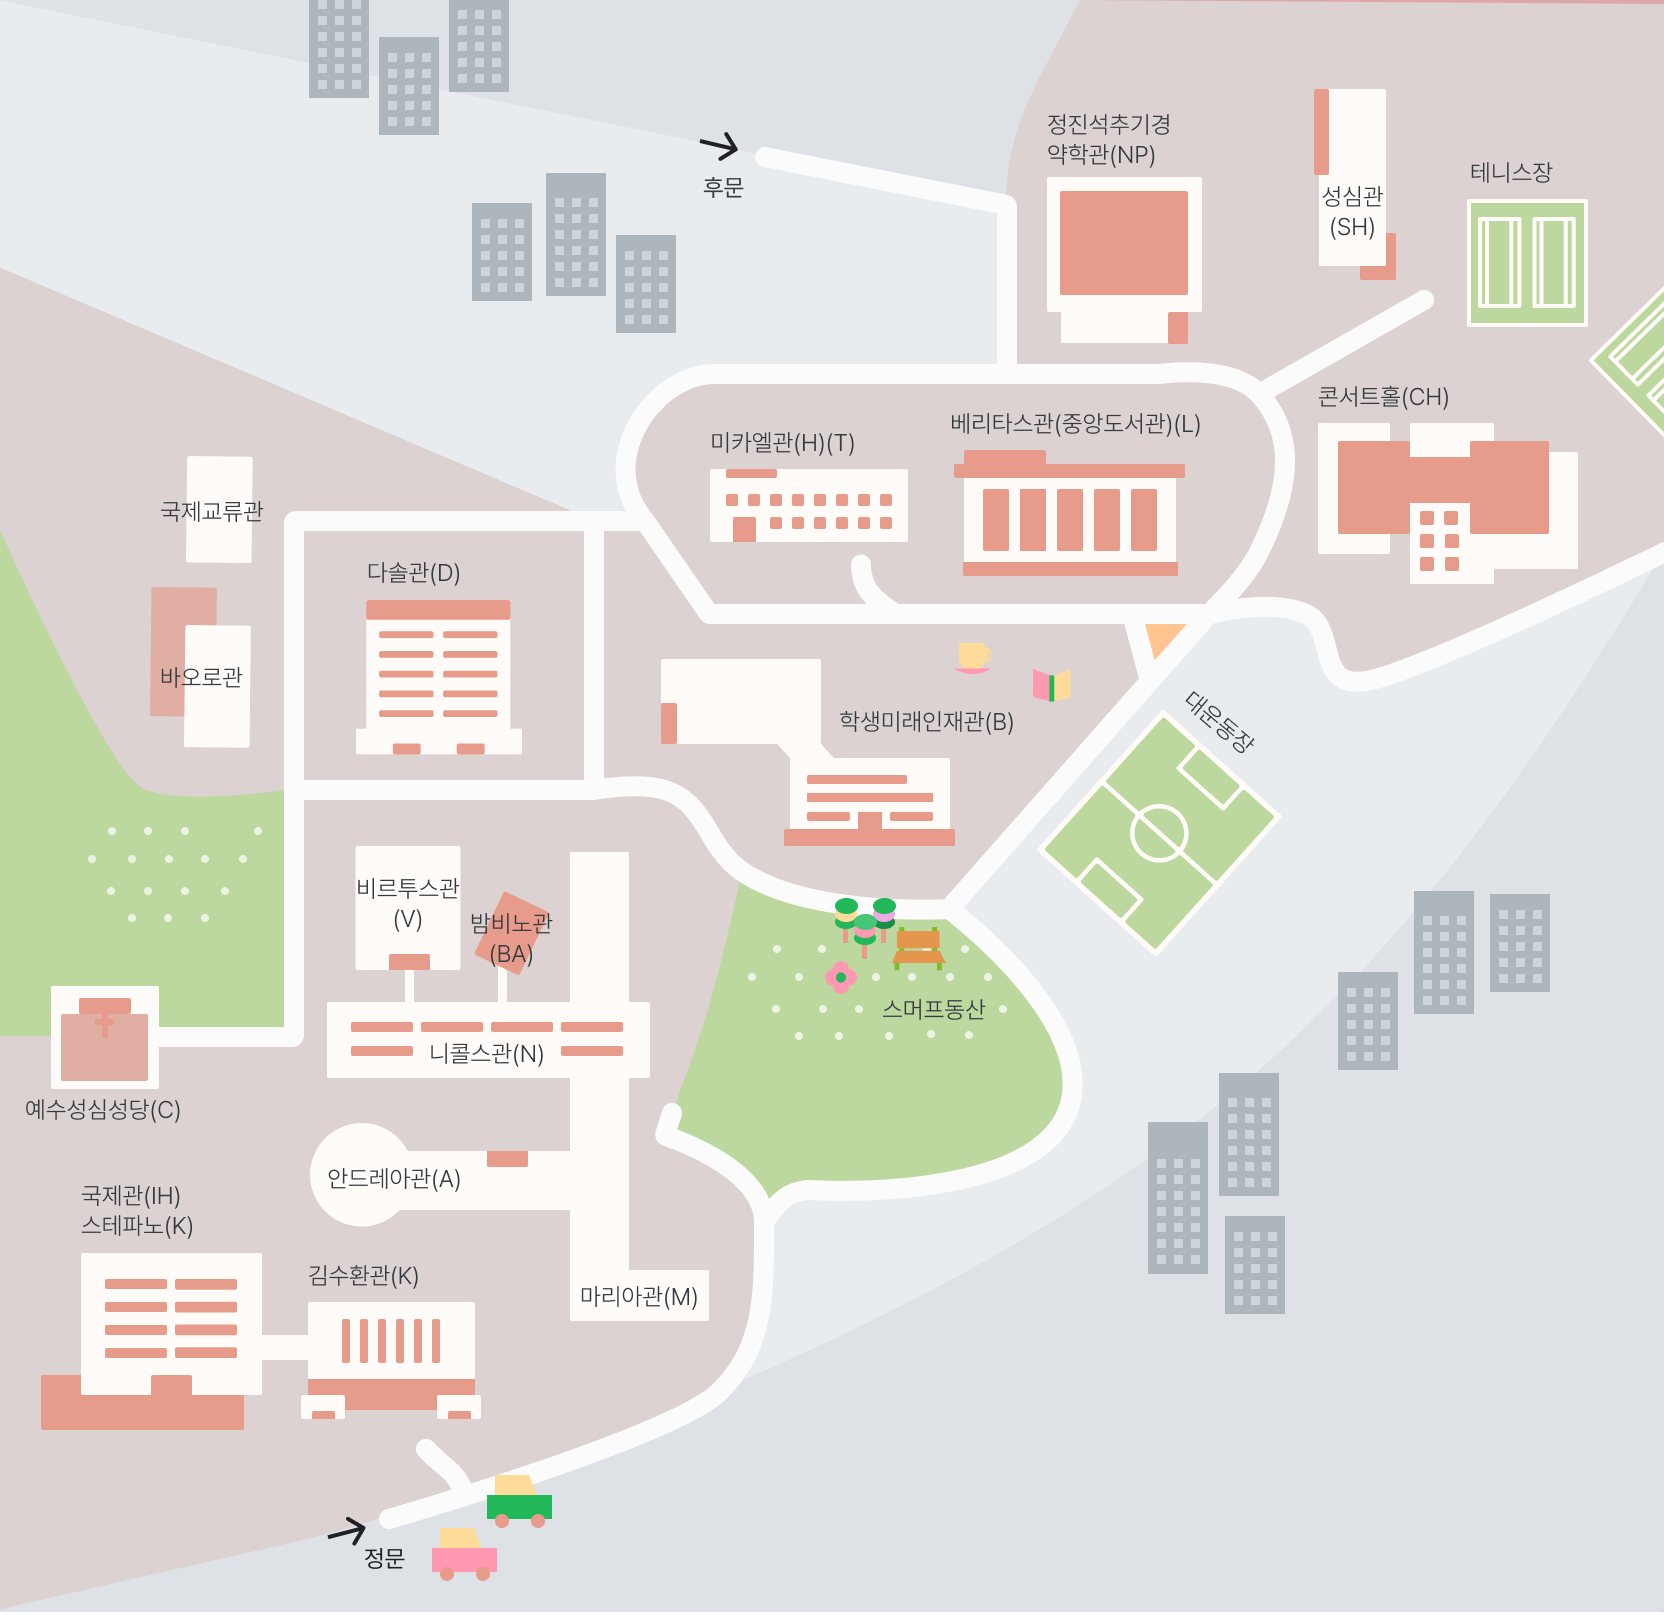 후문
정진석추기경
약학관(NP)
성심관
(SH)
테니스장
콘서트홀(CH)
미카엘관(H)(T)
베리타스관(중앙도서관)(L)
국제교류관
다솔관(D)
바오로관
학생미래인재관(B)
대운동장
비르투스관
(V)
밤비노관
(BA)
스머프동산
니콜스관(N)
예수성심성당(C)
안드레아관(A)
국제관(IH)
스테파노(K)
김수환관(K)
마리아관(M)
정문